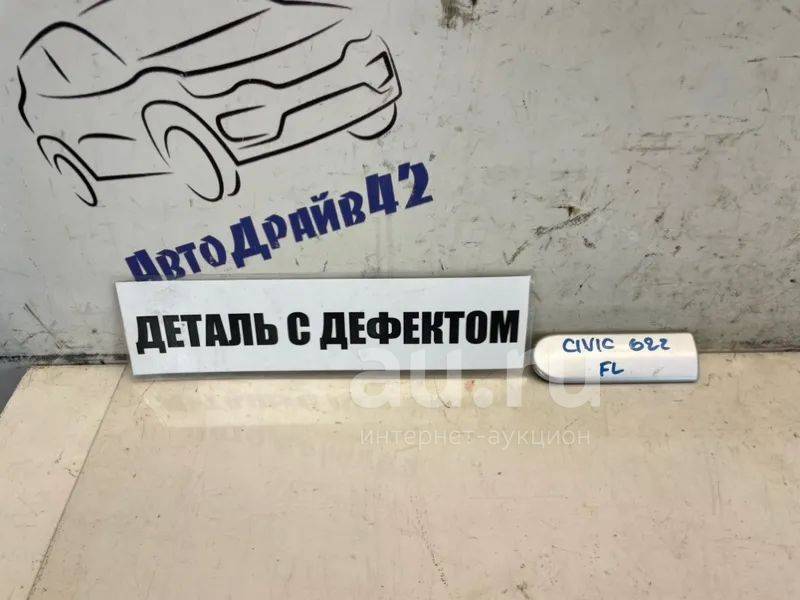 АвтоДрайв42
ДЕТАЛЬ С ДЕФЕКТОМ
CIVIC 622
FL
au.ru
интернет-аукцион